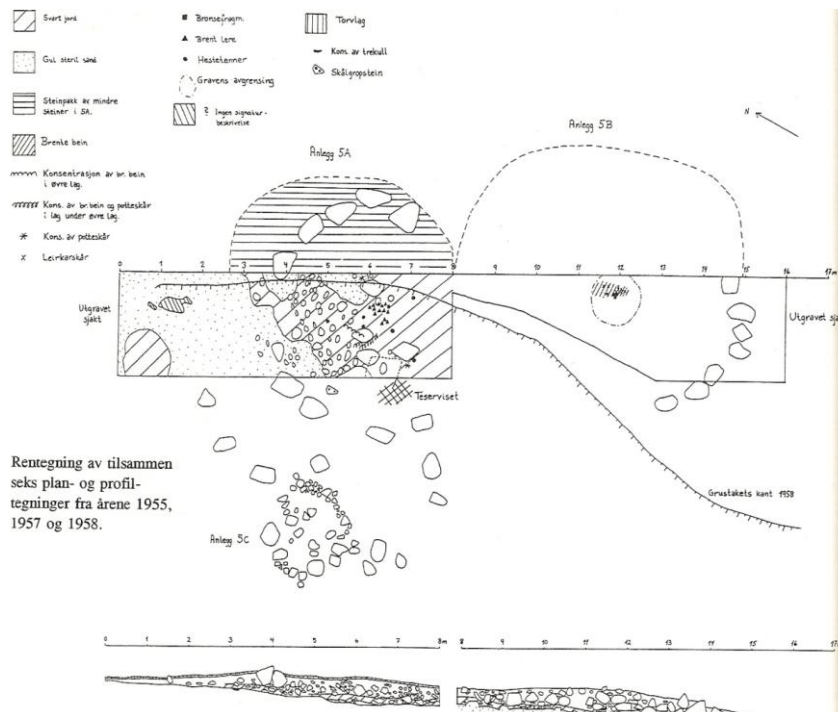 Svart jord
Gul steril sand
Steinpakk av mindre
steiner i 5A.
Brente bein
Konsentrasjon av br. bein
i øvre lag.
Kons. av br. bein og potteskår
i lag under øvre lag.
Kons. av potteskår
Leirkarskår
Bronsefragm.
Brent leire
Hestetenner
Gravens avgrensing
? Ingen signatur-
beskrivelse
Torvlag
Kons. av trekull
Skålgropstein
N
Anlegg 5A
Anlegg 5B
0 1 2 3 4 5 6 7 8 9 10 11 12 13 14 15 16 17m
Utgravet
sjakt
Utgravet sja
Teserviset
Rentegning av tilsammen
seks plan- og profil-
tegninger fra årene 1955,
1957 og 1958.
Grustakets kant 1958
Anlegg 5C
0 1 2 3 4 5 6 7 8m
8 9 10 11 12 13 14 15 16 17